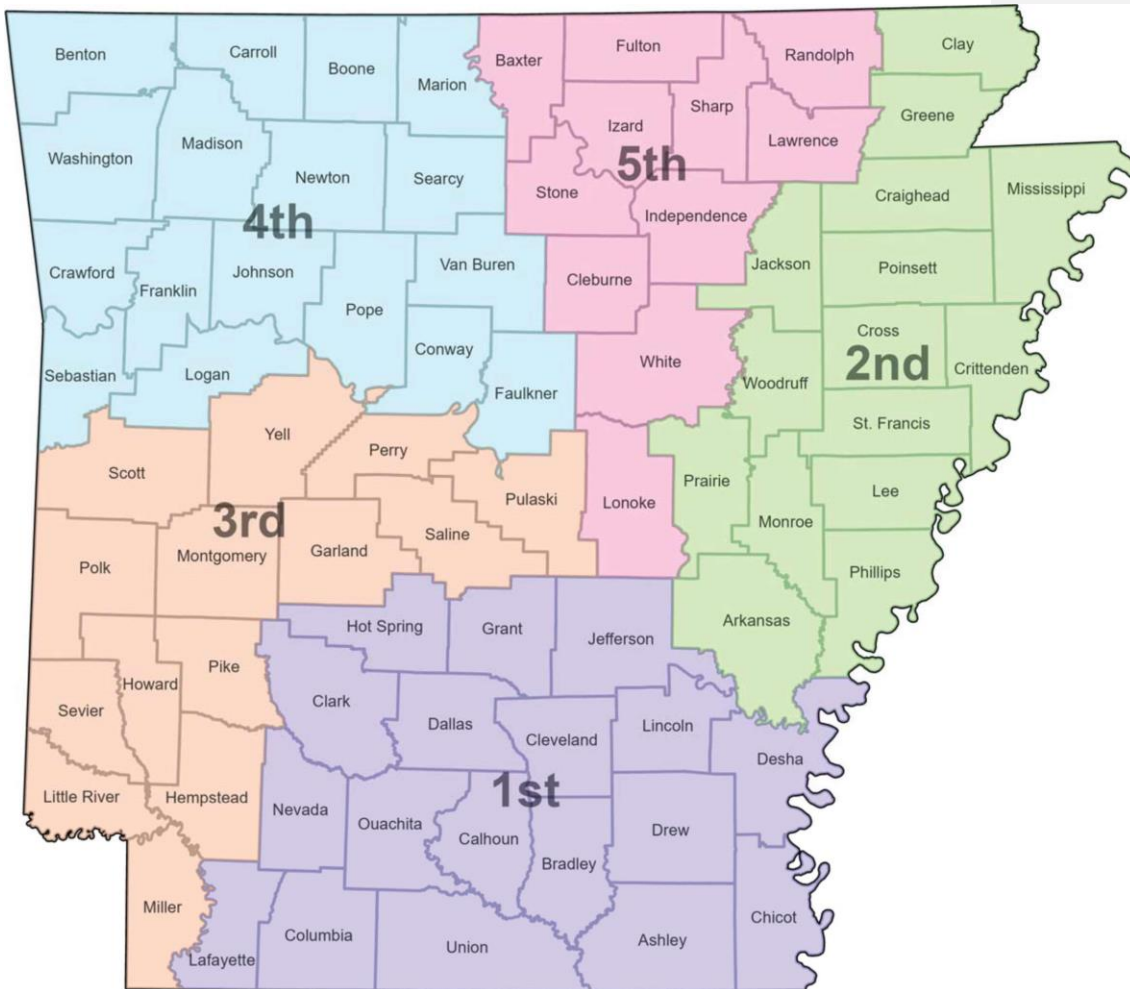 Benton
Carroll
Boone
Marion
Baxter
Fulton
Randolph
Clay
Sharp
Greene
Izard
Lawrence
Washington
Madison
Newton
Searcy
5th
Stone
Independence
Craighead
Mississippi
4th
Crawford
Franklin
Johnson
Van Buren
Cleburne
Jackson
Poinsett
Pope
Conway
White
Cross
2nd
Crittenden
Sebastian
Logan
Faulkner
Woodruff
St. Francis
Yell
Perry
Scott
Pulaski
Lonoke
Prairie
Lee
3rd
Saline
Monroe
Polk
Montgomery
Garland
Phillips
Hot Spring
Grant
Jefferson
Arkansas
Pike
Howard
Clark
Sevier
Dallas
Cleveland
Lincoln
Desha
Little River
Hempstead
Nevada
1st
Ouachita
Calhoun
Drew
Bradley
Miller
Lafayette
Columbia
Union
Ashley
Chicot